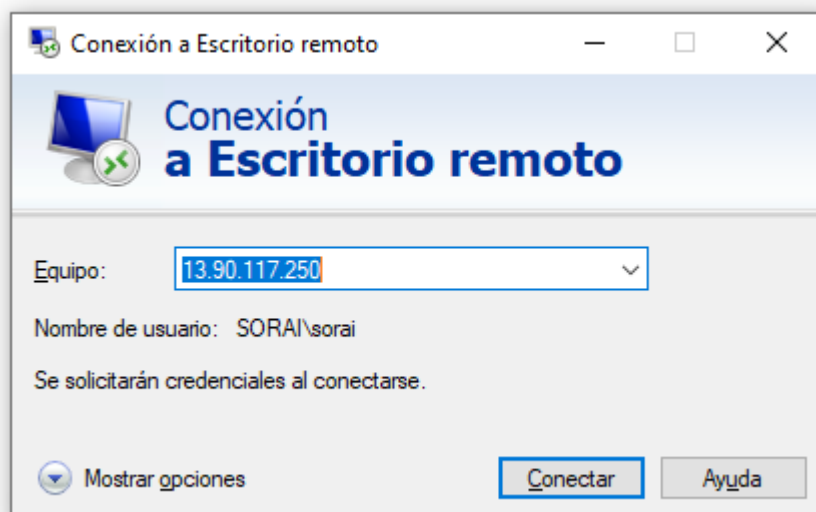 Conexión a Escritorio remoto
Conexión
a Escritorio remoto
Equipo: 13.90.117.250
Nombre de usuario: SORAI\sorai
Se solicitarán credenciales al conectarse.
Mostrar opciones Conectar Ayuda